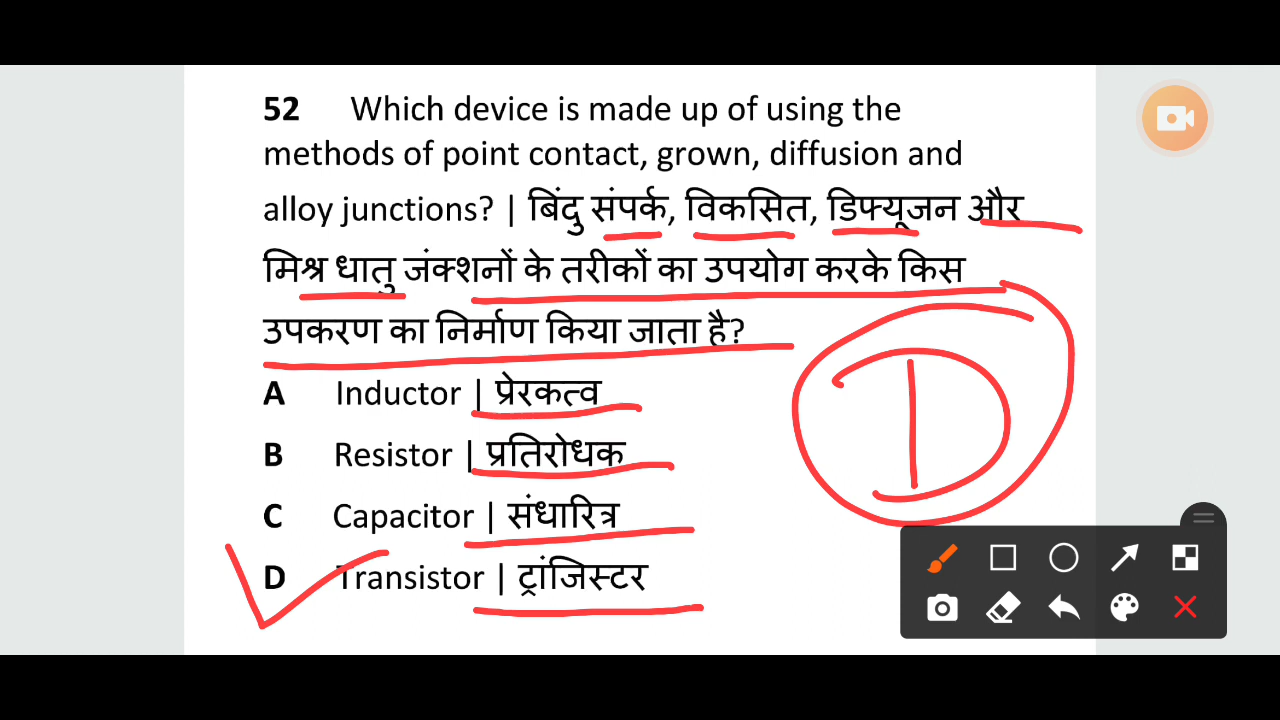 52 Which device is made up of using the
methods of point contact, grown, diffusion and
alloy junctions? | बिंदु संपर्क, विकसित, डिफ्यूजन और
मिश्र धातु जंक्शनों के तरीकों का उपयोग करके किस
उपकरण का निर्माण किया जाता है?
A Inductor | प्रेरकत्व
B Resistor | प्रतिरोधक
C Capacitor | संधारित्र
D Transistor | ट्रांजिस्टर
D